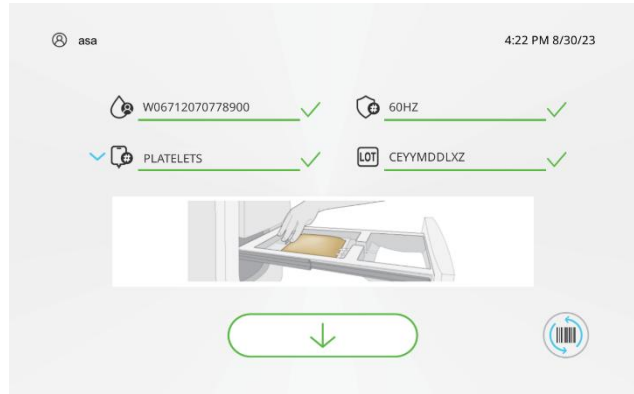 asa
4:22 PM 8/30/23
W06712070778900
60HZ
#
PLATELETS
#
LOT
CEYYMDDLXZ